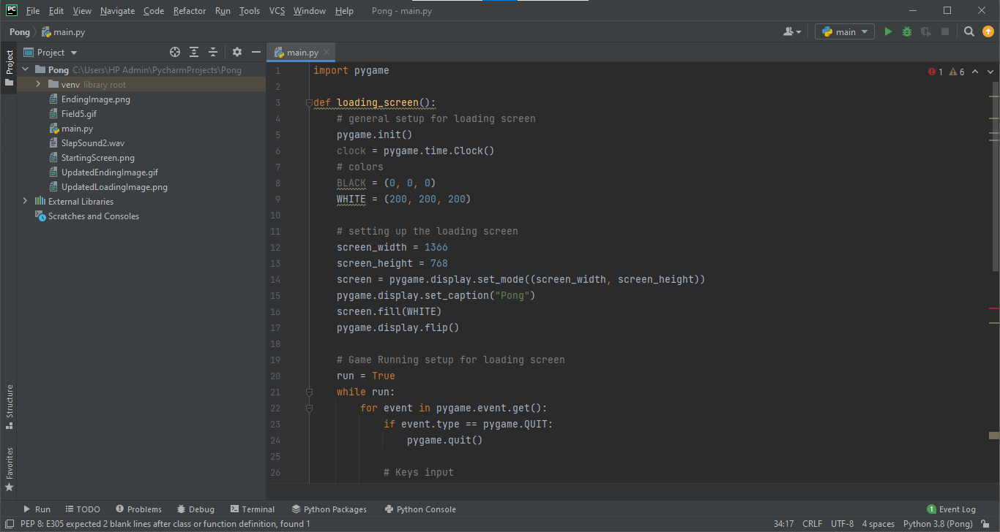 PC File Edit View Navigate Code Refactor Run Tools VCS Window Help Pong - main.py
Pong main.py main
Project
Project
main.py
Pong C:\Users\HP Admin\PycharmProjects\Pong
venv library root
EndingImage.png
Field5.gif
main.py
SlapSound2.wav
StartingScreen.png
UpdatedEndingImage.gif
UpdatedLoadingImage.png
External Libraries
Scratches and Consoles
Structure
Favorites
1 6
1 import pygame
2
3 def loading_screen():
4 # general setup for loading screen
5 pygame.init()
6 clock = pygame.time.Clock()
7 # colors
8 BLACK = (0, 0, 0)
9 WHITE = (200, 200, 200)
10
11 # setting up the loading screen
12 screen_width = 1366
13 screen_height = 768
14 screen = pygame.display.set_mode((screen_width, screen_height))
15 pygame.display.set_caption("Pong")
16 screen.fill(WHITE)
17 pygame.display.flip()
18
19 # Game Running setup for loading screen
20 run = True
21 while run:
22 for event in pygame.event.get():
23 if event.type == pygame.QUIT:
24 pygame.quit()
25
26 # Keys input
Run TODO Problems Debug Terminal Python Packages Python Console 1 Event Log
PEP 8: E305 expected 2 blank lines after class or function definition, found 1 34:17 CRLF UTF-8 4 spaces Python 3.8 (Pong)